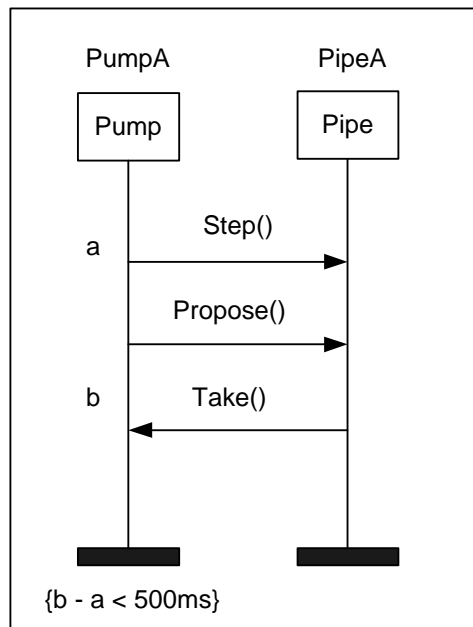 PumpA PipeA
Pump Pipe
Step()
a
Propose()
b Take()
{b - a < 500ms}